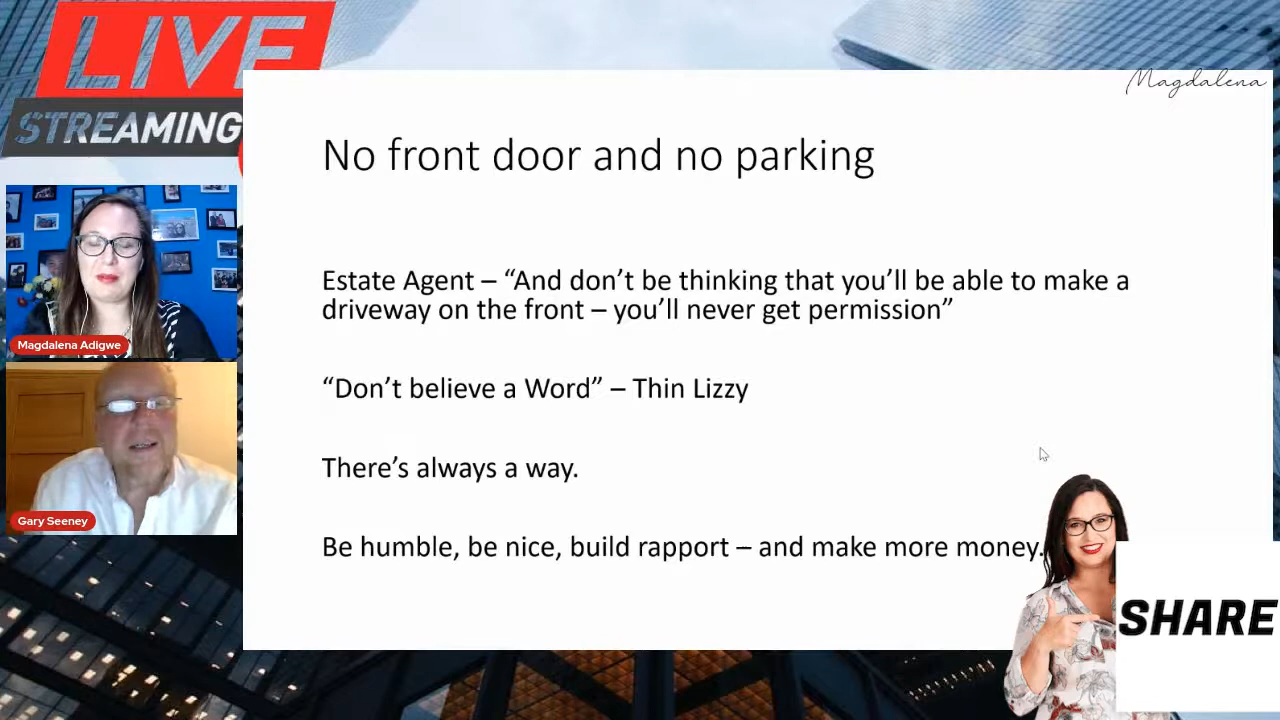 LIVE
STREAMING
Magdalena
No front door and no parking
Estate Agent – “And don’t be thinking that you’ll be able to make a
driveway on the front – you’ll never get permission”
“Don’t believe a Word” – Thin Lizzy
There’s always a way.
Be humble, be nice, build rapport – and make more money.
Magdalena Adigwe
Gary Seeney
SHARE